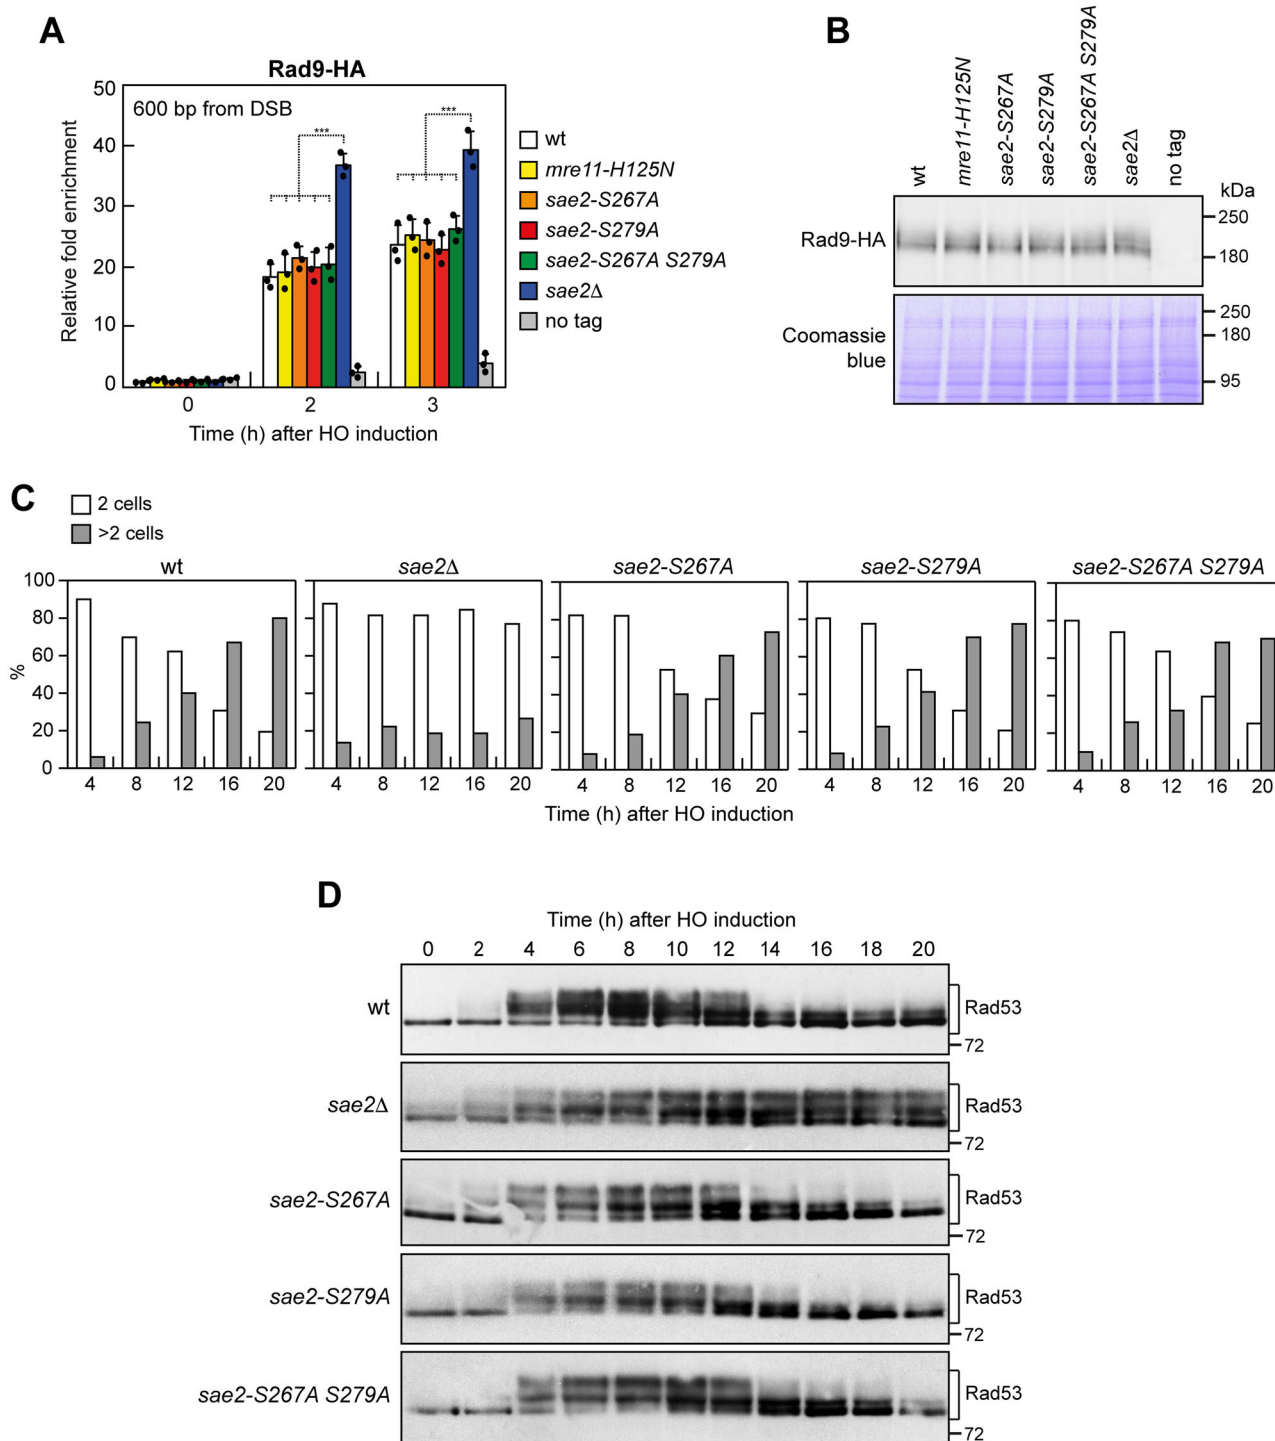 A
Rad9-HA
600 bp from DSB
***
***
Relative fold enrichment
50
40
30
20
10
0
0 2 3
Time (h) after HO induction
wt
mre11-H125N
sae2-S267A
sae2-S279A
sae2-S267A S279A
sae2Δ
no tag
B
wt
mre11-H125N
sae2-S267A
sae2-S279A
sae2-S267A S279A
sae2Δ
no tag
kDa
Rad9-HA
250
180
Coomassie
blue
250
180
95
C
2 cells
>2 cells
wt
sae2Δ
sae2-S267A
sae2-S279A
sae2-S267A S279A
%
100
80
60
40
20
0
4 8 12 16 20
4 8 12 16 20
4 8 12 16 20
4 8 12 16 20
4 8 12 16 20
Time (h) after HO induction
D
Time (h) after HO induction
0 2 4 6 8 10 12 14 16 18 20
wt
Rad53
72
sae2Δ
Rad53
72
sae2-S267A
Rad53
72
sae2-S279A
Rad53
72
sae2-S267A S279A
Rad53
72